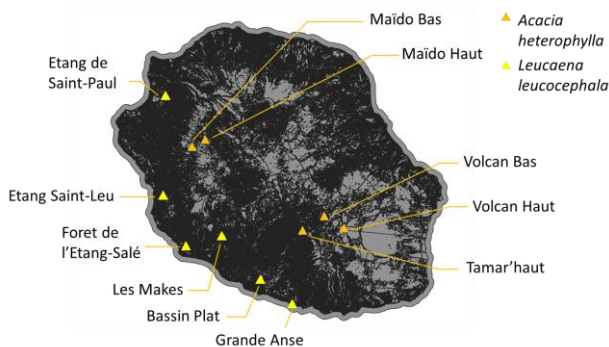 Maïdo Bas
Maïdo Haut
Acacia
heterophylla
Leucaena
leucocephala
Etang de
Saint-Paul
Volcan Bas
Etang Saint-Leu
Volcan Haut
Foret de
l'Etang-Salé
Tamar'haut
Les Makes
Bassin Plat
Grande Anse